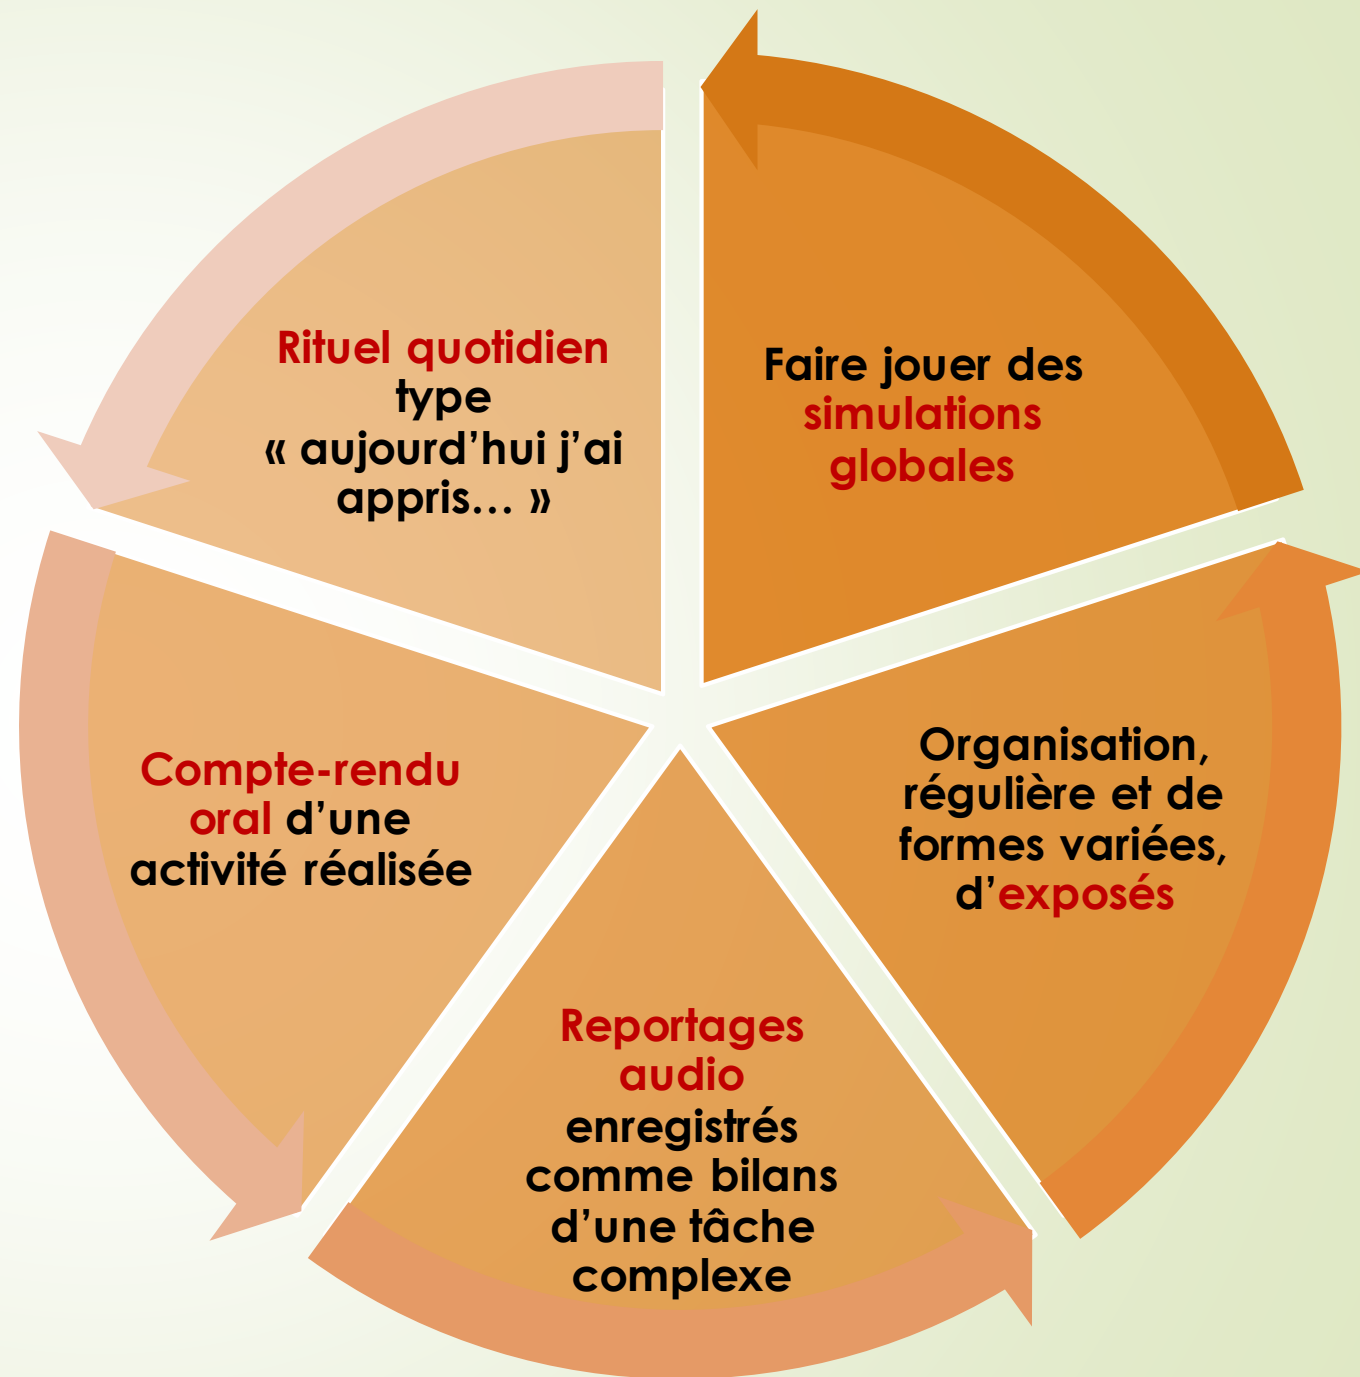 Rituel quotidien
type
« aujourd’hui j’ai
appris… »
Faire jouer des
simulations
globales
Compte-rendu
oral d’une
activité réalisée
Organisation,
régulière et de
formes variées,
d’exposés
Reportages
audio
enregistrés
comme bilans
d’une tâche
complexe